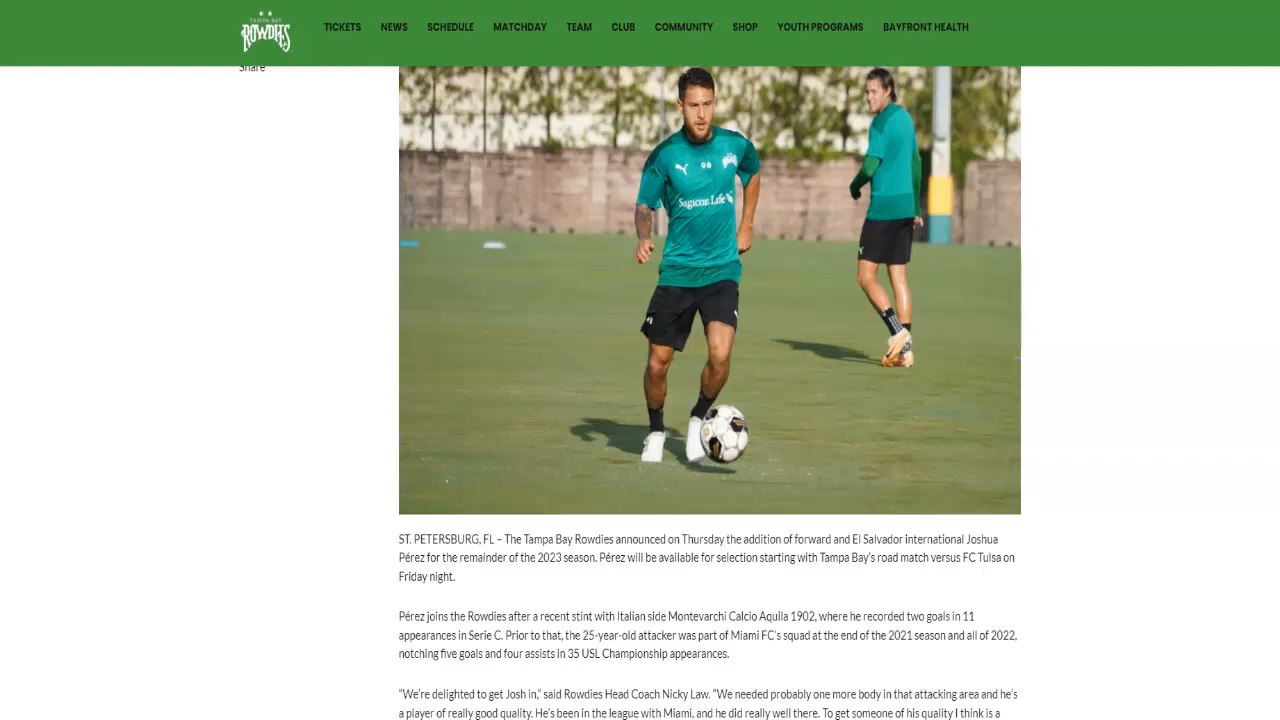 TAMPA BAY
ROWDIES
TICKETS NEWS SCHEDULE MATCHDAY TEAM CLUB COMMUNITY SHOP YOUTH PROGRAMS BAYFRONT HEALTH
Share
98
Sagicor Life
ST. PETERSBURG, FL – The Tampa Bay Rowdies announced on Thursday the addition of forward and El Salvador international Joshua
Pérez for the remainder of the 2023 season. Pérez will be available for selection starting with Tampa Bay's road match versus FC Tulsa on
Friday night.
Pérez joins the Rowdies after a recent stint with Italian side Montevarchi Calcio Aquila 1902, where he recorded two goals in 11
appearances in Serie C. Prior to that, the 25-year-old attacker was part of Miami FC's squad at the end of the 2021 season and all of 2022,
notching five goals and four assists in 35 USL Championship appearances.
“We're delighted to get Josh in,” said Rowdies Head Coach Nicky Law. “We needed probably one more body in that attacking area and he's
a player of really good quality. He's been in the league with Miami, and he did really well there. To get someone of his quality I think is a